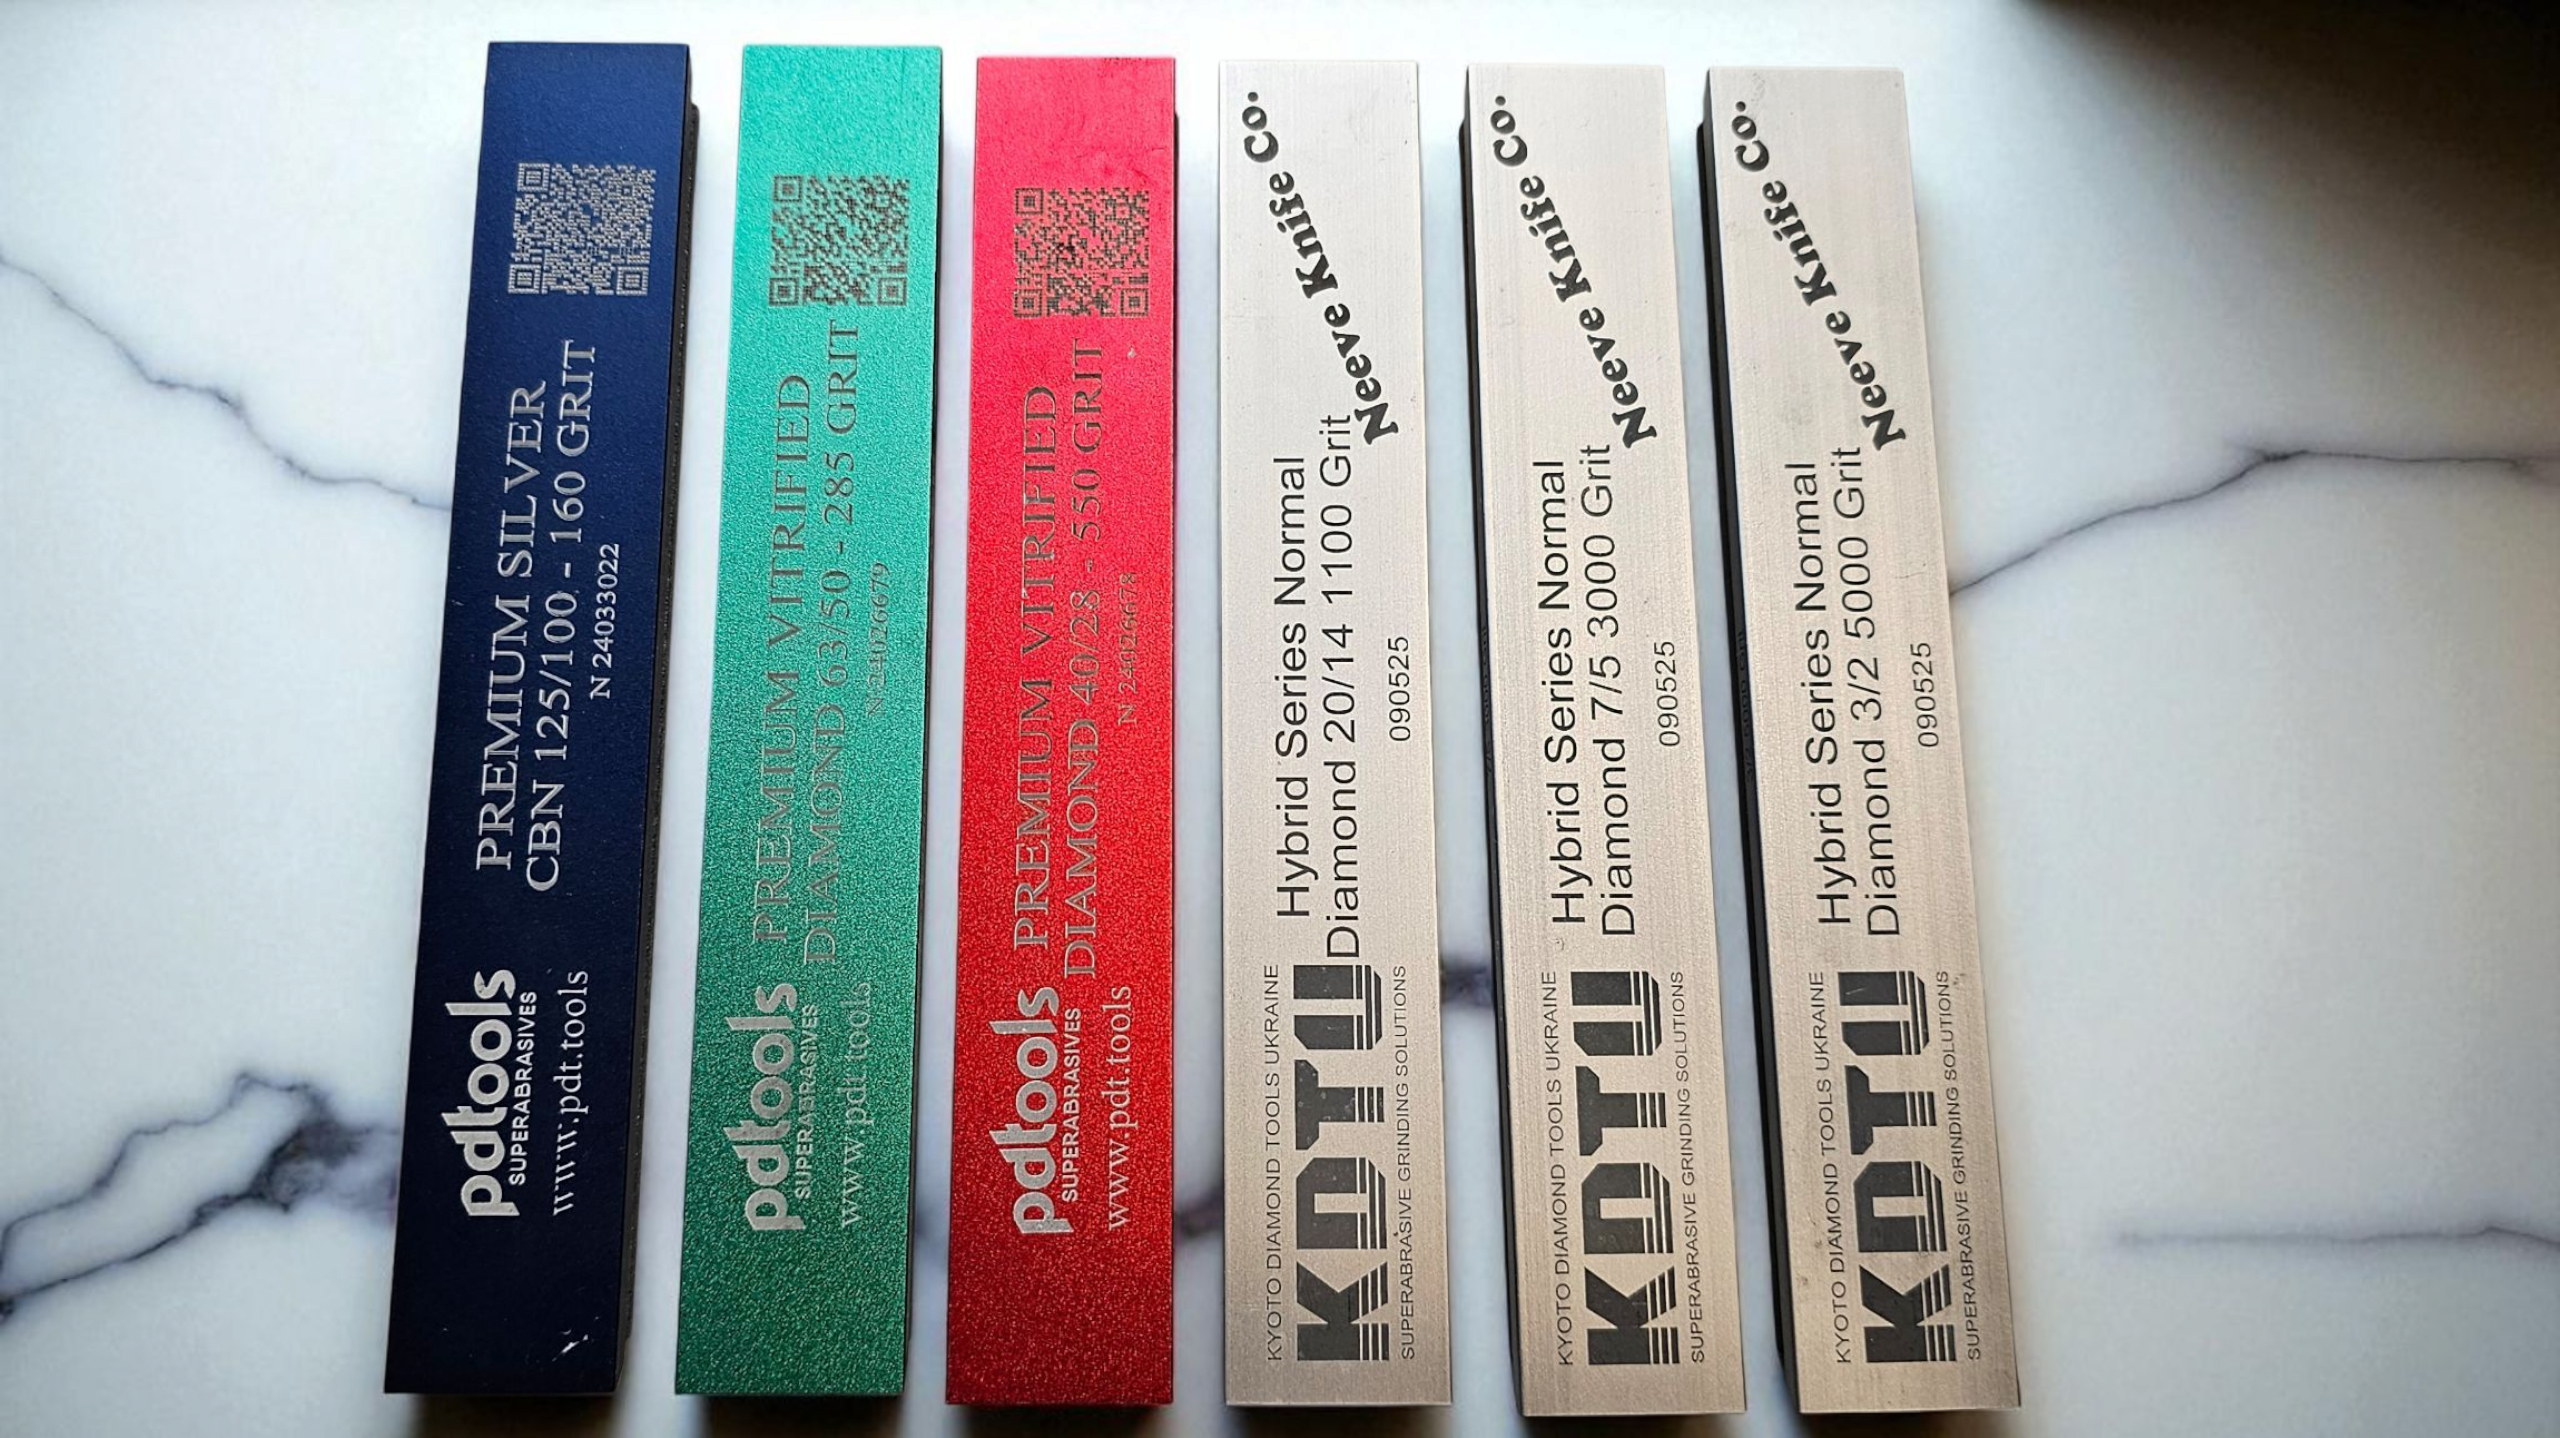 pdtools
SUPERABRASIVES
www.pdt.tools
PREMIUM SILVER
CBN 125/100 - 160 GRIT
N 24033022
pdtools
SUPERABRASIVES
www.pdt.tools
PREMIUM VITRIFIED
DIAMOND 63/50 - 285 GRIT
N 24026679
pdtools
SUPERABRASIVES
www.pdt.tools
PREMIUM VITRIFIED
DIAMOND 40/28 - 550 GRIT
N 24026678
KYOTO DIAMOND TOOLS UKRAINE
KDTU
SUPERABRASIVE GRINDING SOLUTIONS
Hybrid Series Normal
Diamond 20/14 1100 Grit
090525
Neeve Knife Co.
KYOTO DIAMOND TOOLS UKRAINE
KDTU
SUPERABRASIVE GRINDING SOLUTIONS
Hybrid Series Normal
Diamond 7/5 3000 Grit
090525
Neeve Knife Co.
KYOTO DIAMOND TOOLS UKRAINE
KDTU
SUPERABRASIVE GRINDING SOLUTIONS
Hybrid Series Normal
Diamond 3/2 5000 Grit
090525
Neeve Knife Co.